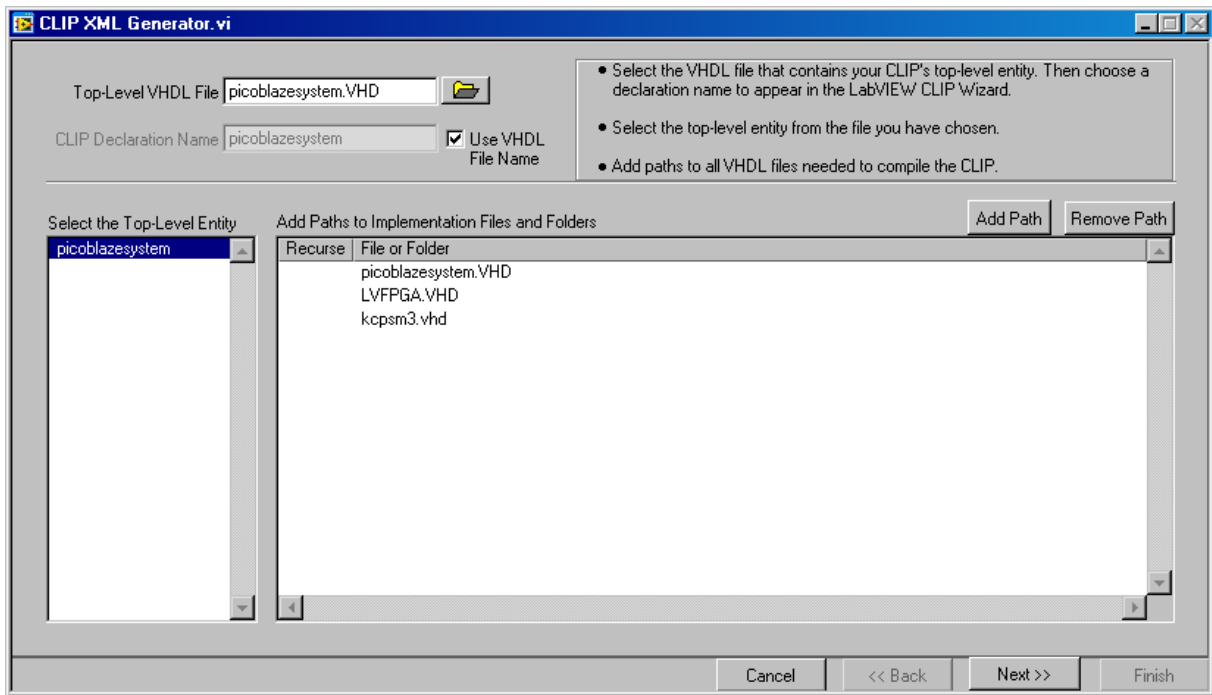 CLIP XML Generator.vi
Top-Level VHDL File picoblazesystem.VHD
CLIP Declaration Name picoblazesystem
Use VHDL
File Name
• Select the VHDL file that contains your CLIP's top-level entity. Then choose a
declaration name to appear in the LabVIEW CLIP Wizard.
• Select the top-level entity from the file you have chosen.
• Add paths to all VHDL files needed to compile the CLIP.
Select the Top-Level Entity
picoblazesystem
Add Paths to Implementation Files and Folders
Add Path Remove Path
Recurse File or Folder
picoblazesystem.VHD
LVFPGA.VHD
kcpsm3.vhd
Cancel << Back Next >> Finish